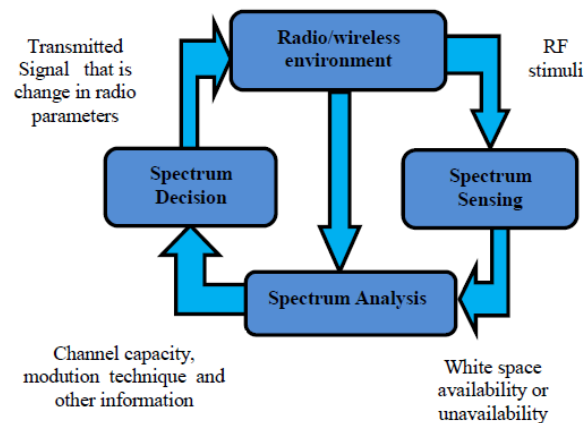 Transmitted
Signal that is
change in radio
parameters
Radio/wireless
environment
RF
stimuli
Spectrum
Decision
Spectrum
Sensing
Spectrum Analysis
Channel capacity,
modution technique and
other information
White space
availability or
unavailability